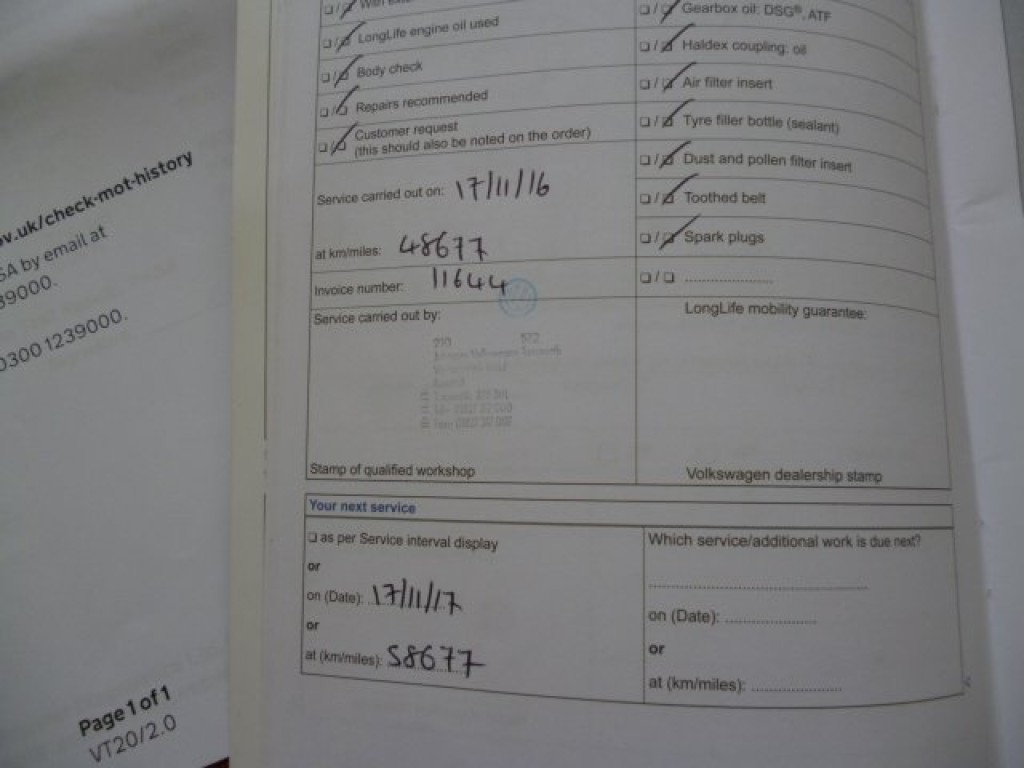 ov.uk/check-mot-history
SA by email at
39000.
0300 1239000.
Page 1 of 1
VT20/2.0
❑/❑ With
❑/❑ LongLife engine oil used
❑/❑ Body check
❑/❑ Repairs recommended
❑/❑ Customer request
(this should also be noted on the order)
Service carried out on: 17/11/16
at km/miles: 48677
Invoice number: 11644
Service carried out by:
Stamp of qualified workshop
❑/❑ Gearbox oil: DSG®, ATF
❑/❑ Haldex coupling: oil
❑/❑ Air filter insert
❑/❑ Tyre filler bottle (sealant)
❑/❑ Dust and pollen filter insert
❑/❑ Toothed belt
❑/❑ Spark plugs
❑/❑ ......................
LongLife mobility guarantee:
Volkswagen dealership stamp
Your next service
❑ as per Service interval display
or
on (Date): 17/11/17
or
at (km/miles): 58677
Which service/additional work is due next?
......................................................
on (Date): ......................
or
at (km/miles): ......................